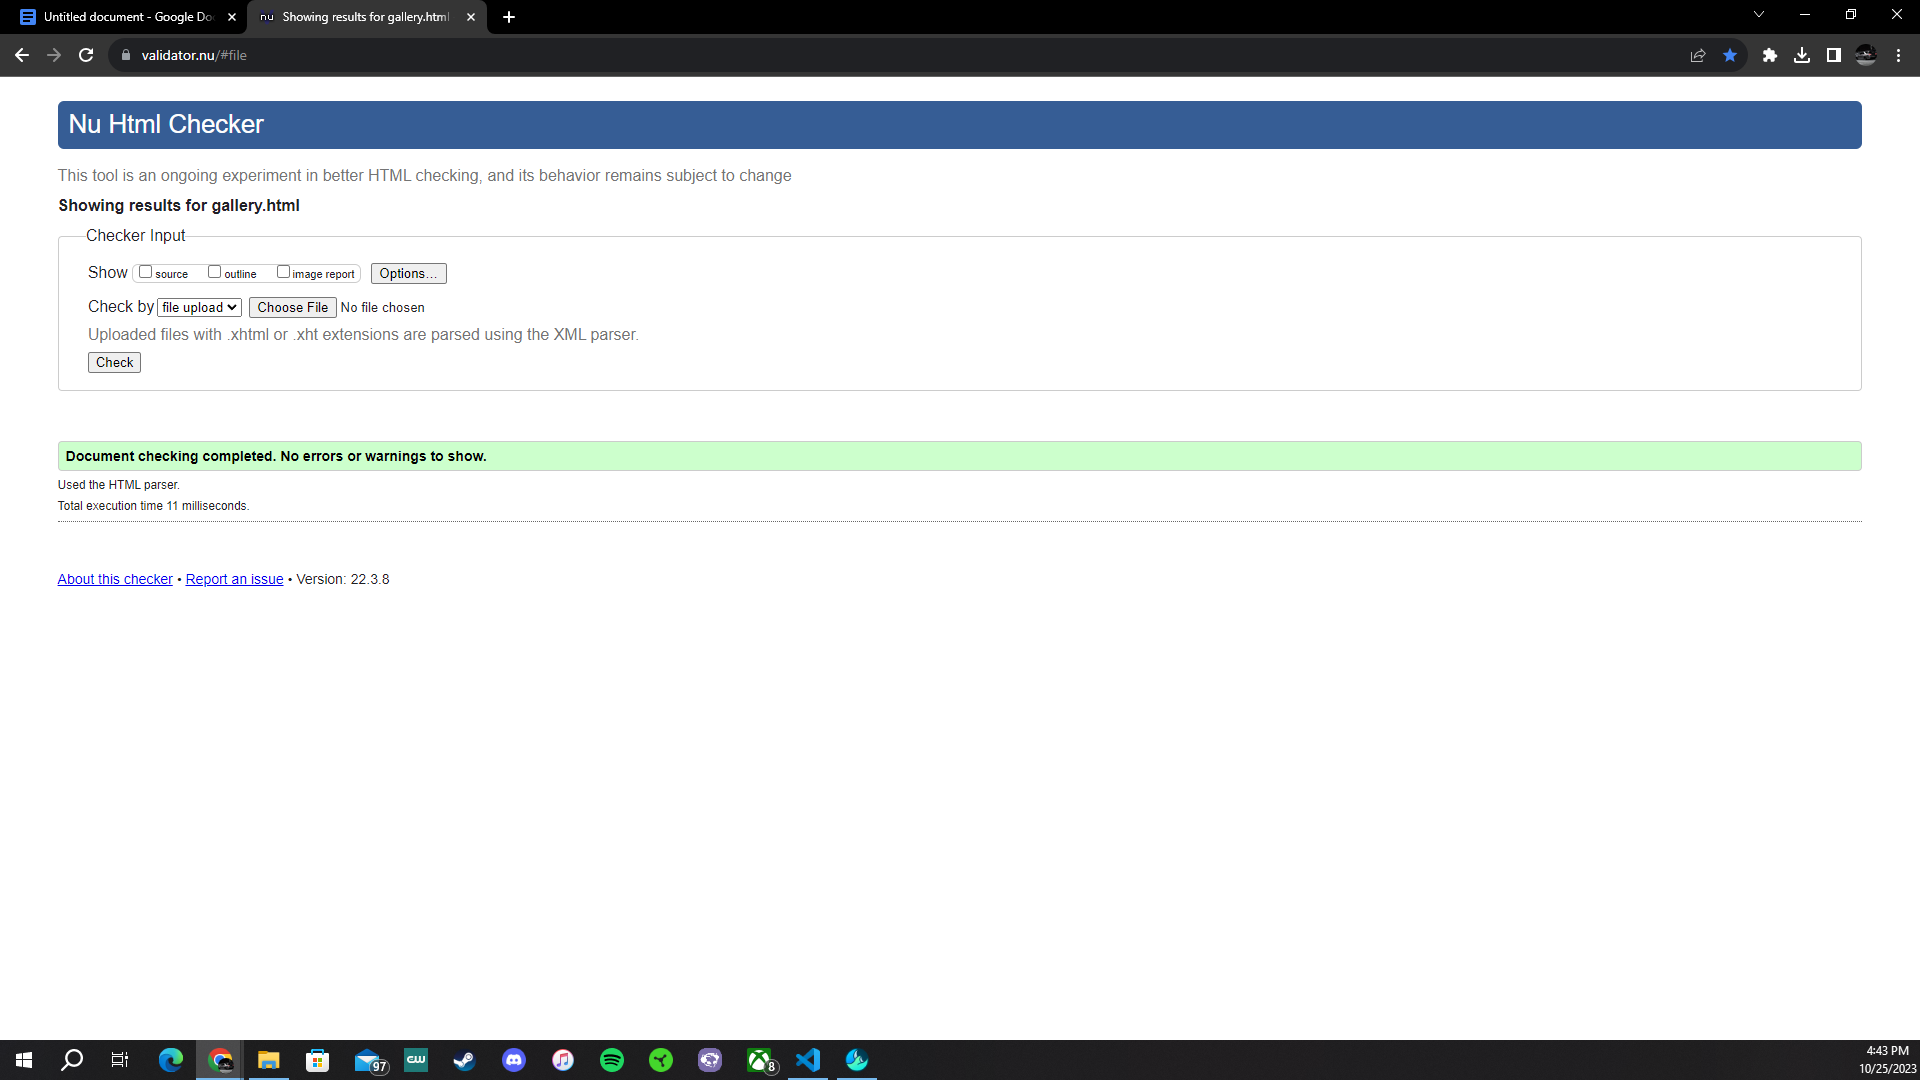 Untitled document - Google Do
nu Showing results for gallery.html
validator.nu/#file
Nu Html Checker
This tool is an ongoing experiment in better HTML checking, and its behavior remains subject to change
Showing results for gallery.html
Checker Input
Show source outline image report Options...
Check by file upload Choose File No file chosen
Uploaded files with .xhtml or .xht extensions are parsed using the XML parser.
Check
Document checking completed. No errors or warnings to show.
Used the HTML parser.
Total execution time 11 milliseconds.
About this checker • Report an issue • Version: 22.3.8
97
CW
8
4:43 PM
10/25/2023